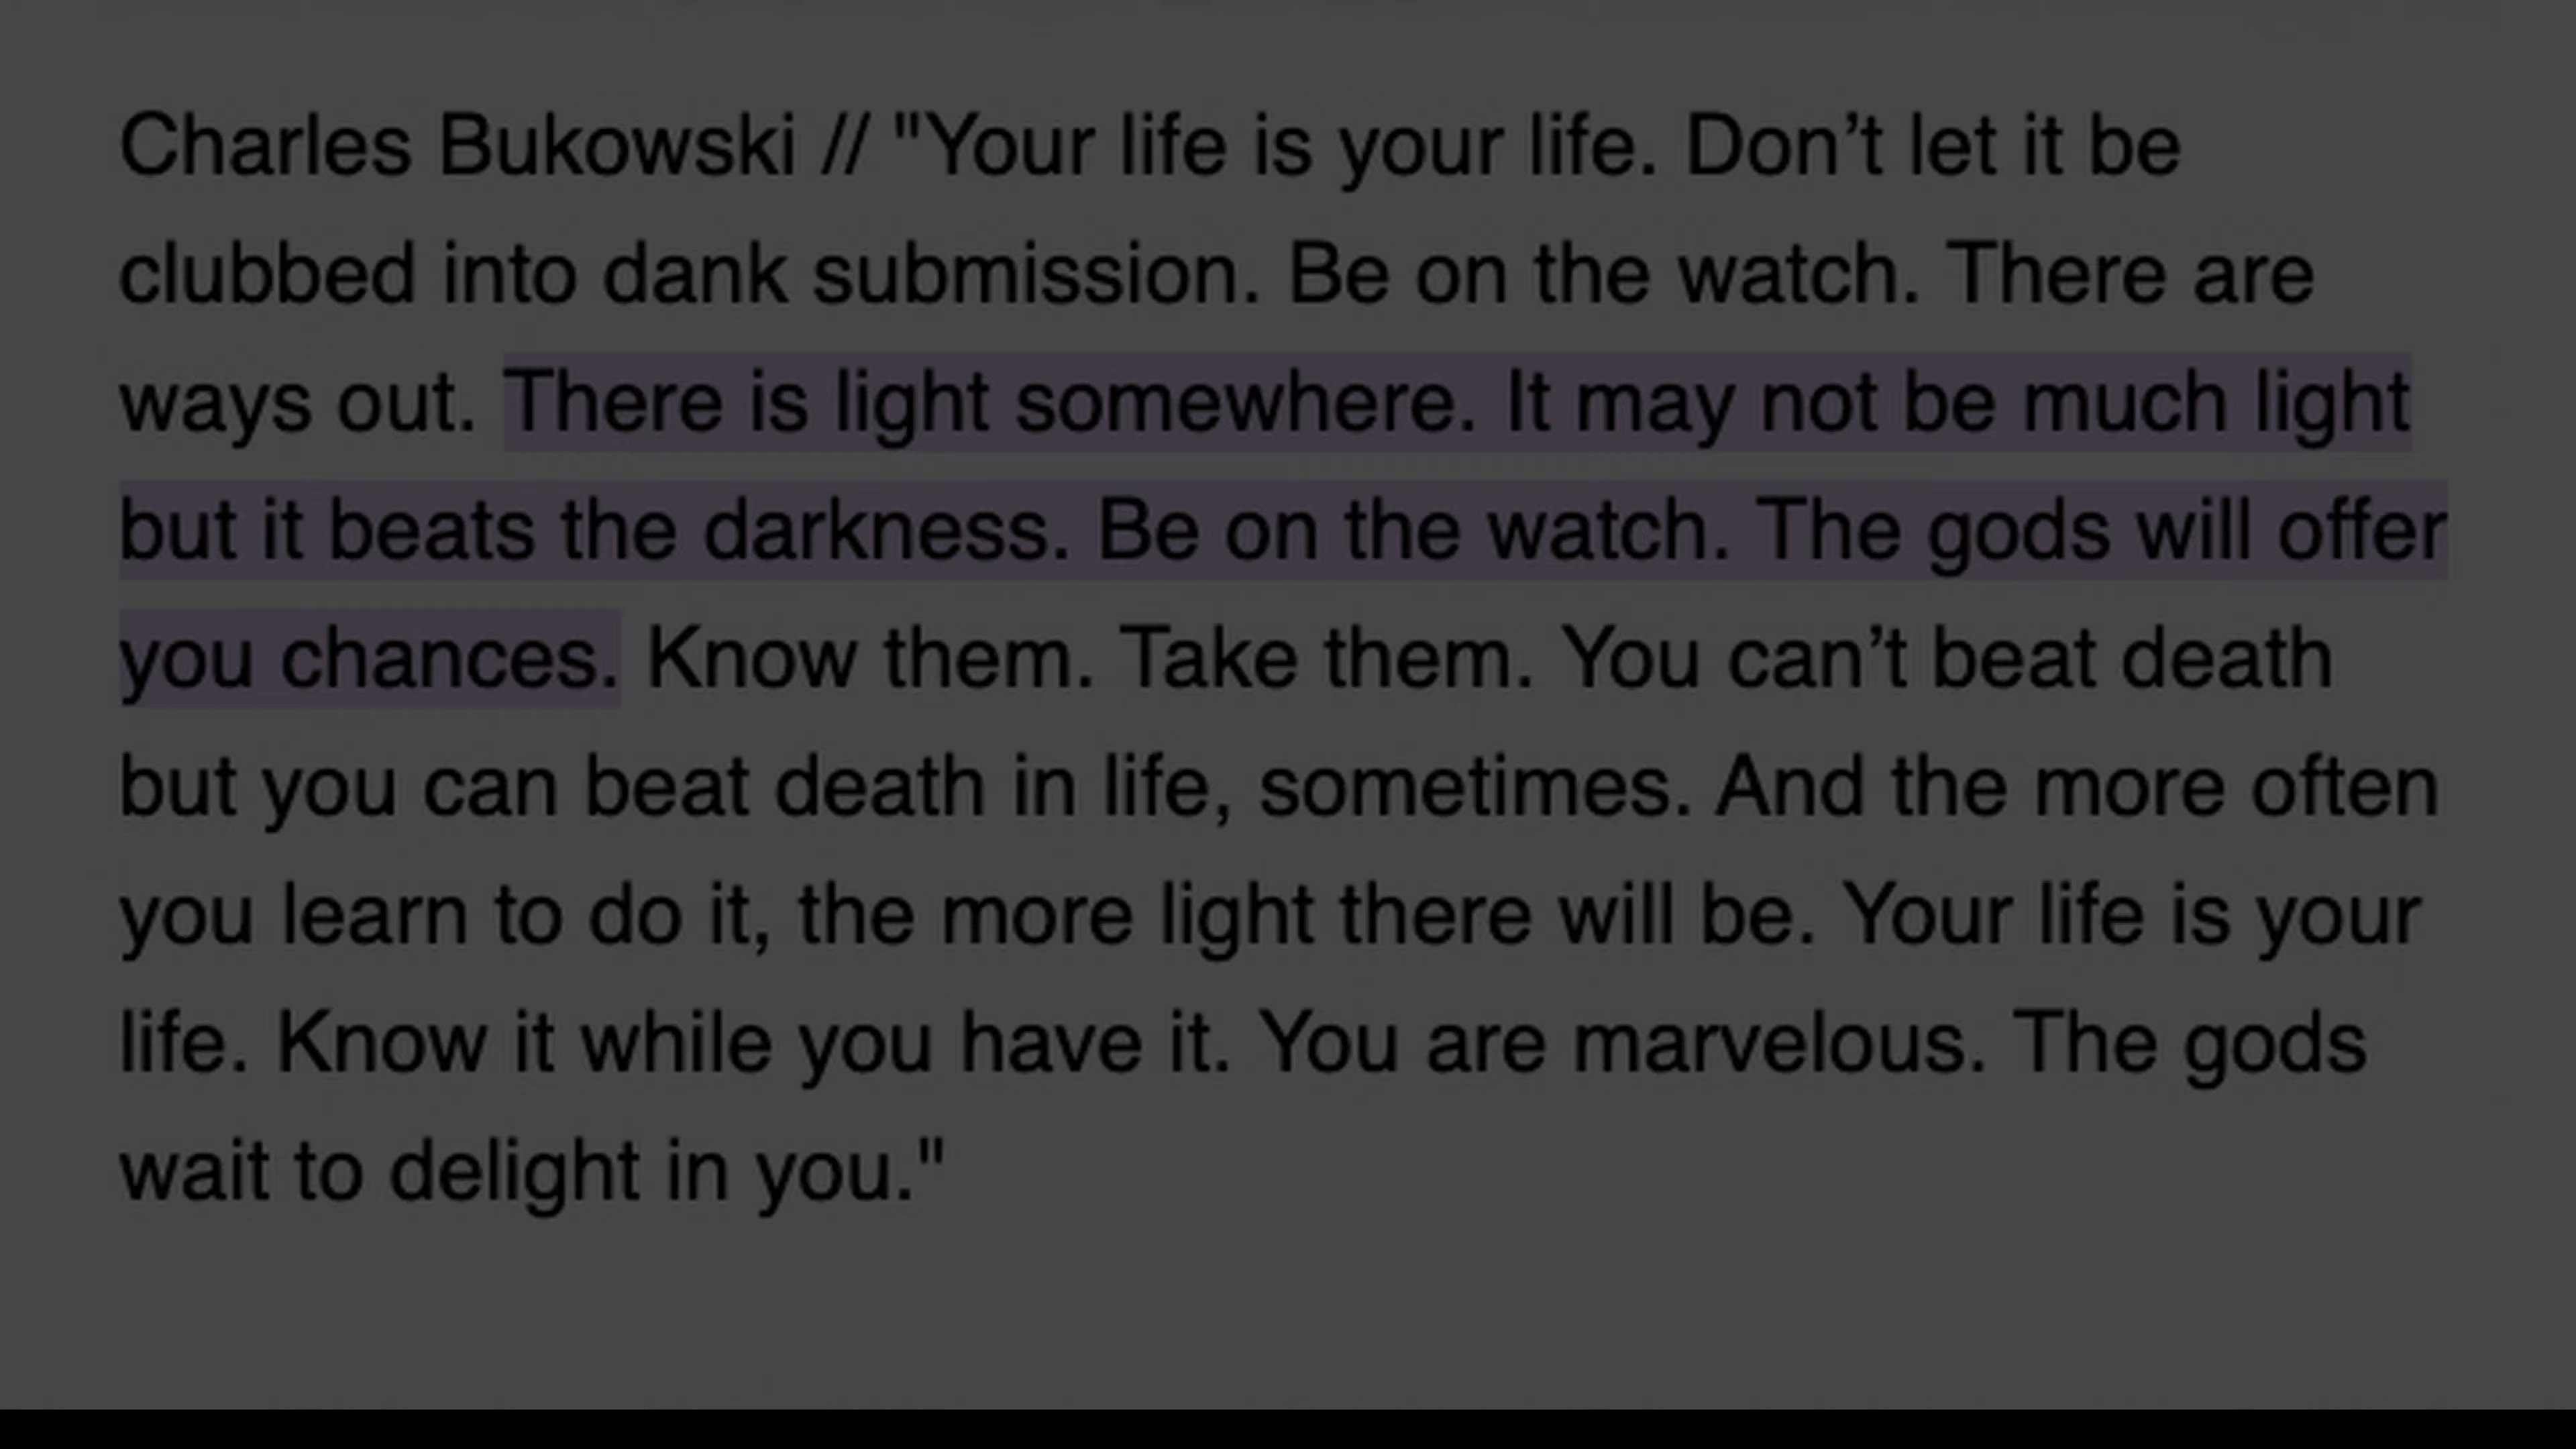 Charles Bukowski // "Your life is your life. Don’t let it be
clubbed into dank submission. Be on the watch. There are
ways out. There is light somewhere. It may not be much light
but it beats the darkness. Be on the watch. The gods will offer
you chances. Know them. Take them. You can’t beat death
but you can beat death in life, sometimes. And the more often
you learn to do it, the more light there will be. Your life is your
life. Know it while you have it. You are marvelous. The gods
wait to delight in you."